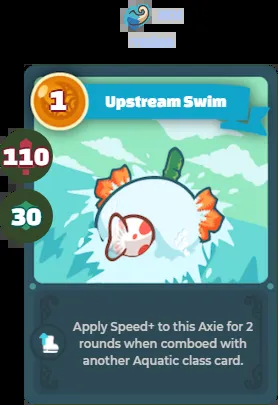 1
Upstream Swim
110
30
Apply Speed+ to this Axie for 2
rounds when comboed with
another Aquatic class card.